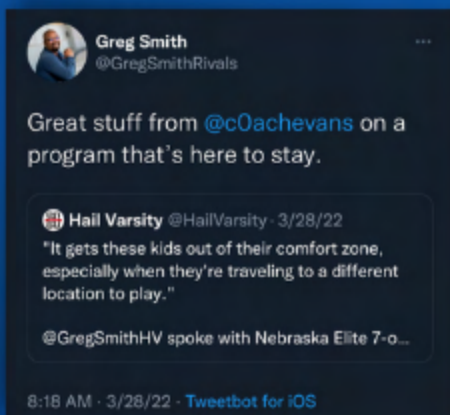 Greg Smith
@GregSmithRivals
Great stuff from @c0achevans on a
program that's here to stay.
Hail Varsity @HailVarsity · 3/28/22
"It gets these kids out of their comfort zone,
especially when they're traveling to a different
location to play."
@GregSmithHV spoke with Nebraska Elite 7-o...
8:18 AM · 3/28/22 · Tweetbot for iOS